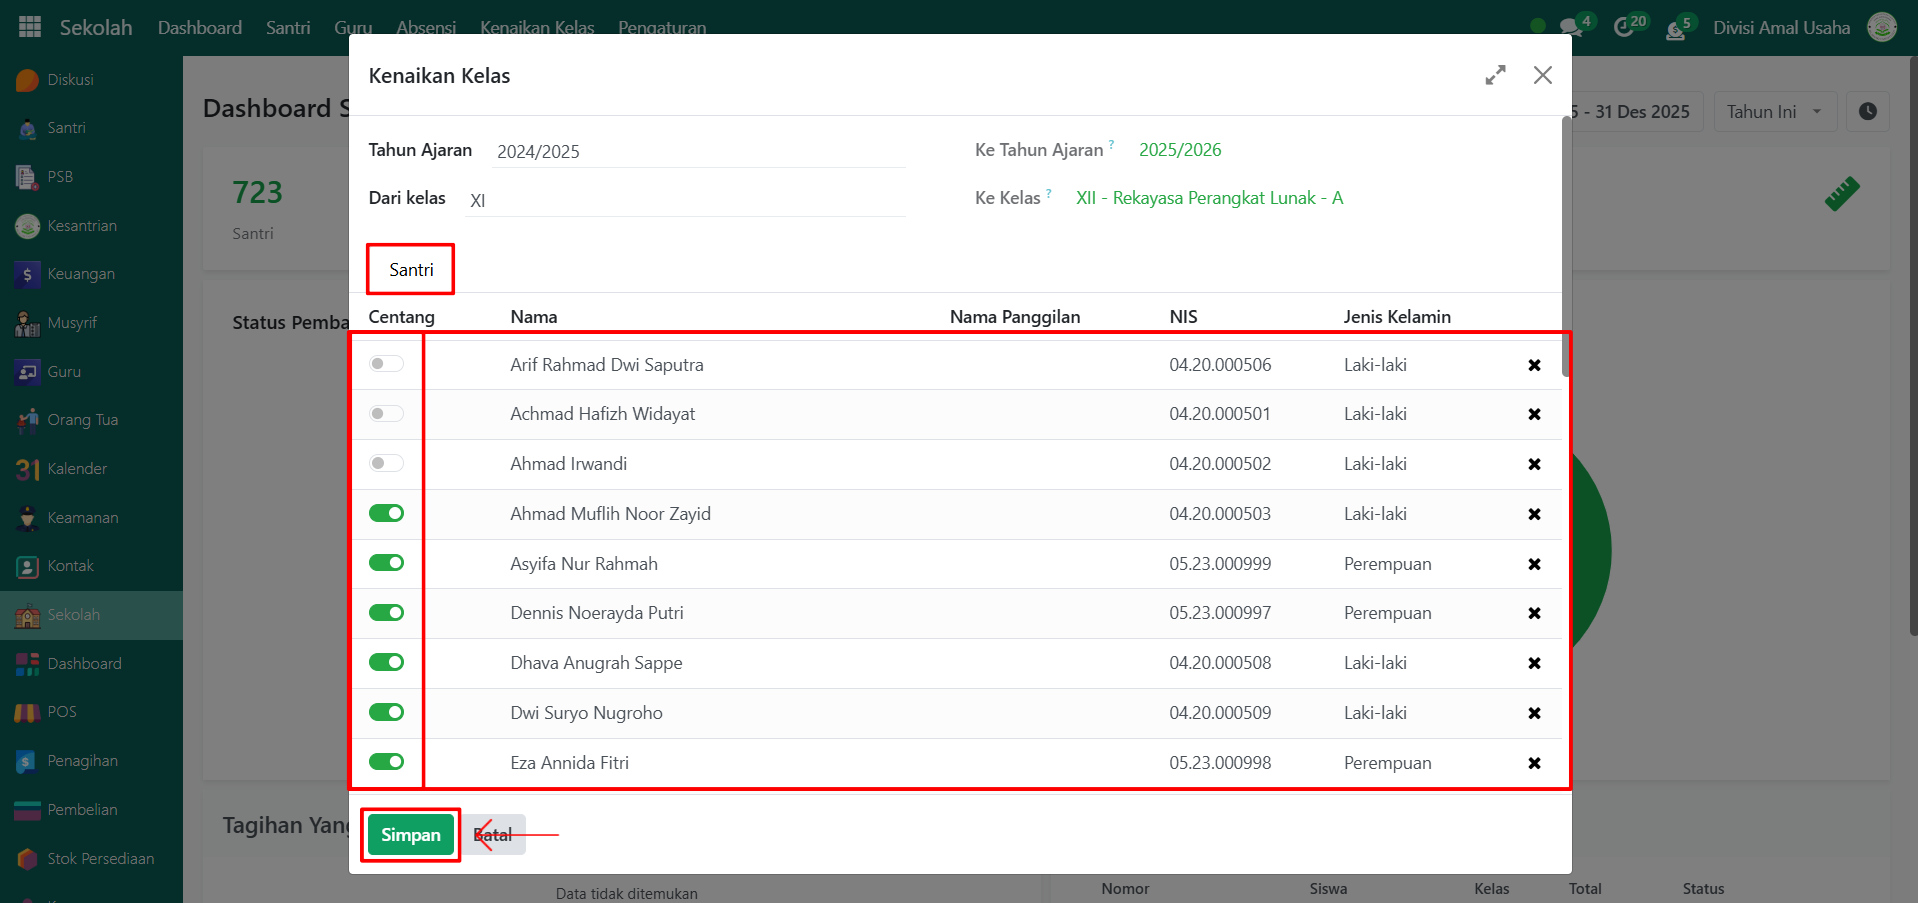 Sekolah Dashboard Santri Guru Absensi Kenaikan Kelas Pengaturan 4 20 5 Divisi Amal Usaha
Diskusi
Santri
PSB
Kesantrian
Keuangan
Musyrif
Guru
Orang Tua
31 Kalender
Keamanan
Kontak
Sekolah
Dashboard
POS
Penagihan
Pembelian
Stok Persediaan
Dashboard S
5 - 31 Des 2025 Tahun Ini
723
Santri
Status Pemba
Tagihan Yang
Data tidak ditemukan
Nomor Siswa Kelas Total Status
Kenaikan Kelas
Tahun Ajaran 2024/2025 Ke Tahun Ajaran ? 2025/2026
Dari kelas XI Ke Kelas ? XII - Rekayasa Perangkat Lunak - A
Santri
Centang Nama Nama Panggilan NIS Jenis Kelamin
Arif Rahmad Dwi Saputra 04.20.000506 Laki-laki
Achmad Hafizh Widayat 04.20.000501 Laki-laki
Ahmad Irwandi 04.20.000502 Laki-laki
Ahmad Muflih Noor Zayid 04.20.000503 Laki-laki
Asyifa Nur Rahmah 05.23.000999 Perempuan
Dennis Noerayda Putri 05.23.000997 Perempuan
Dhava Anugrah Sappe 04.20.000508 Laki-laki
Dwi Suryo Nugroho 04.20.000509 Laki-laki
Eza Annida Fitri 05.23.000998 Perempuan
Simpan Batal